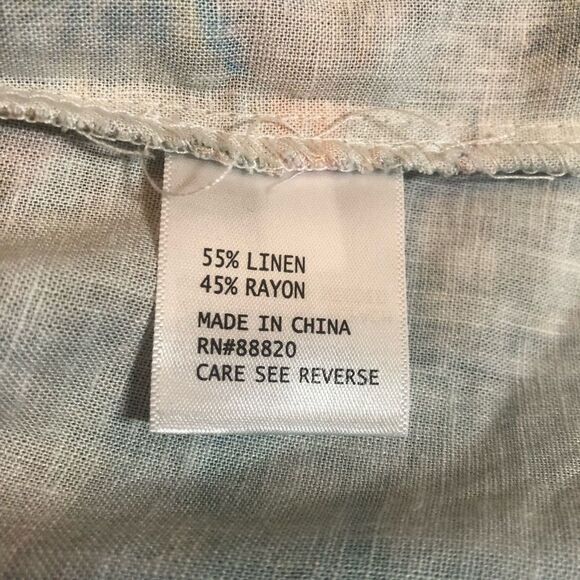 55% LINEN
45% RAYON
MADE IN CHINA
RN#88820
CARE SEE REVERSE